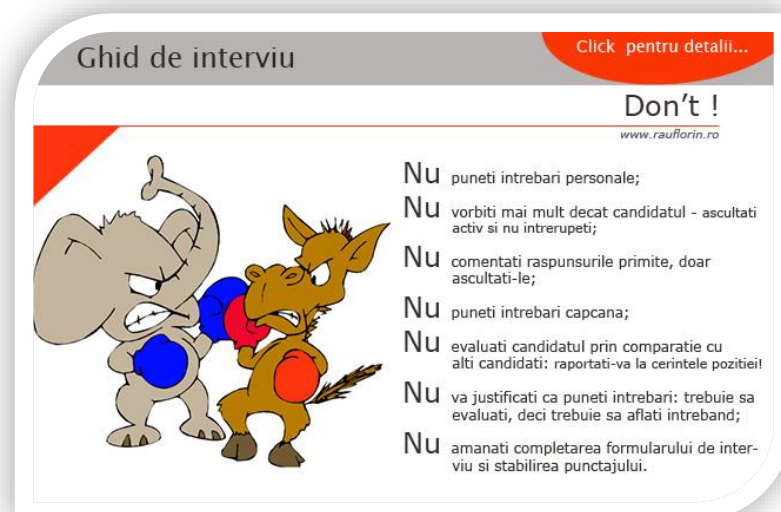 Ghid de interviu
Click pentru detalii...
Don't !
www.rauflorin.ro
Nu puneti intrebari personale;
Nu vorbiti mai mult decat candidatul - ascultati
activ si nu intrerupeti;
Nu comentati raspunsurile primite, doar
ascultati-le;
Nu puneti intrebari capcana;
Nu evaluati candidatul prin comparatie cu
alti candidati: raportati-va la cerintele pozitiei!
Nu va justificati ca puneti intrebari: trebuie sa
evaluati, deci trebuie sa aflati intreband;
Nu amanati completarea formularului de inter-
viu si stabilirea punctajului.